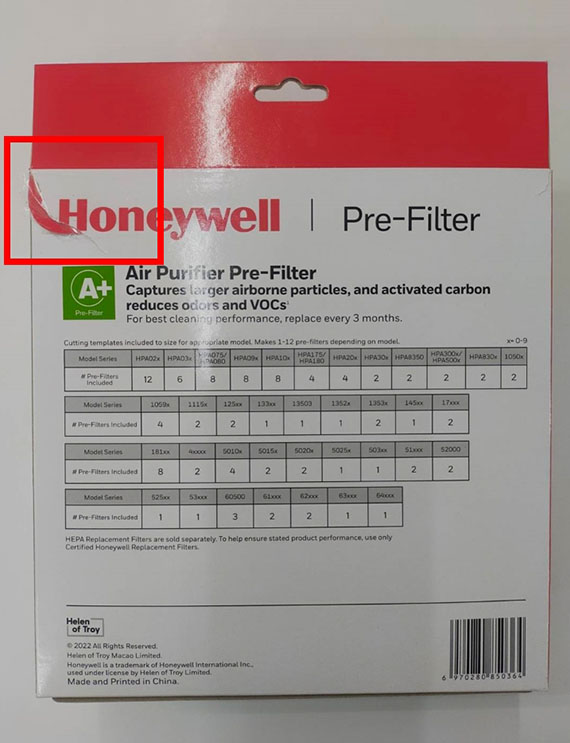 Honeywell | Pre-Filter
A+
Pre-Filter
Air Purifier Pre-Filter
Captures larger airborne particles, and activated carbon
reduces odors and VOCs¹
For best cleaning performance, replace every 3 months.
Cutting templates included to size for appropriate model. Makes 1-12 pre-filters depending on model. x= 0-9
Model Series HPA02x HPA03x HPA075/HPA080 HPA09x HPA10x HPA175/HPA180 HPA20x HPA30x HPA8350 HPA300x/HPA500x HPA830x 1050x
# Pre-Filters Included 12 6 8 8 8 4 4 2 2 2 2 2
Model Series 1059x 1115x 125xx 133xx 13503 1352x 1353x 145xx 17xxx
# Pre-Filters Included 4 2 2 1 1 1 2 1 2
Model Series 181xx 4xxxx 5010x 5015x 5020x 5025x 503xx 51xxx 52000
# Pre-Filters Included 8 2 4 2 2 1 1 2 2
Model Series 525xx 53xxx 60500 61xxx 62xxx 63xxx 64xxx
# Pre-Filters Included 1 1 3 2 2 1 1
HEPA Replacement Filters are sold separately. To help ensure stated product performance, use only
Certified Honeywell Replacement Filters.
Helen
of Troy
© 2022 All Rights Reserved.
Helen of Troy Macao Limited.
Honeywell is a trademark of Honeywell International Inc.,
used under license by Helen of Troy Limited.
Made and Printed in China.
6 970280 850364